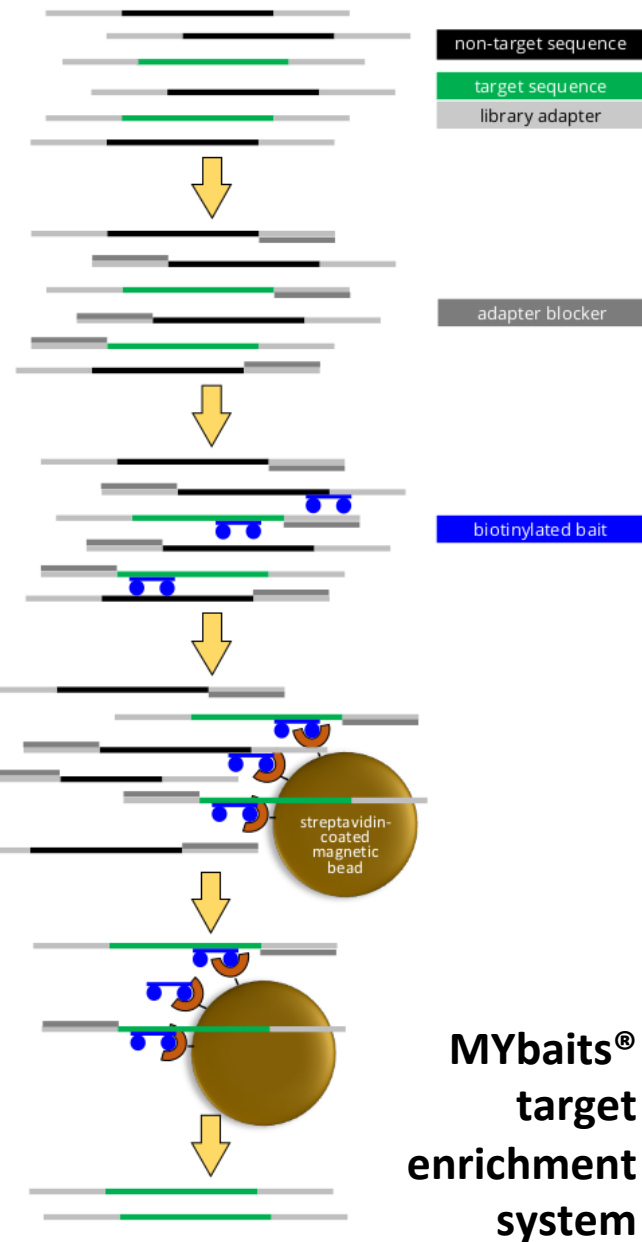 non-target sequence
target sequence
library adapter
adapter blocker
biotinylated bait
streptavidin-
coated
magnetic
bead
MYbaits®
target
enrichment
system